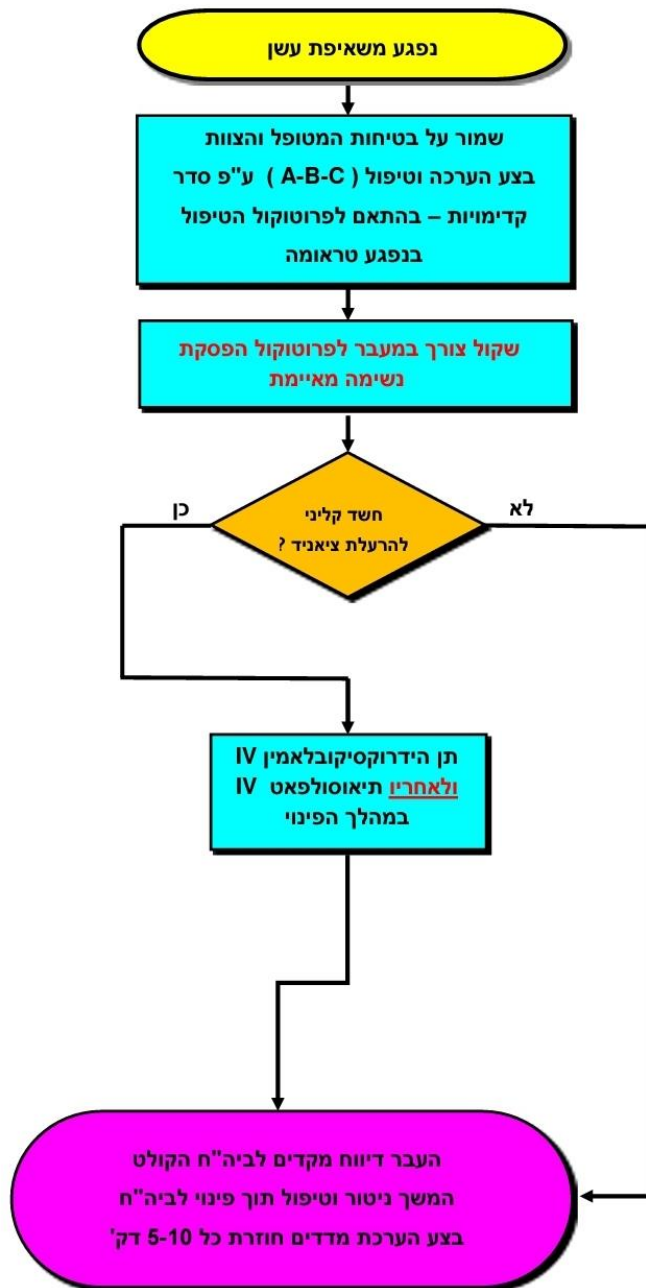 נפגע משאיפת עשן
שמור על בטיחות המטופל והצוות
בצע הערכה וטיפול ( A-B-C ) ע"פ סדר
קדימויות – בהתאם לפרוטוקול הטיפול
בנפגע טראומה
שקול צורך במעבר לפרוטוקול הפסקת
נשימה מאיימת
חשד קליני
להרעלת ציאניד ?
לא
כן
תן הידרוקסיקובלאמין IV
ולאחריו תיאוסולפאט IV
במהלך הפינוי
העבר דיווח מקדים לביה"ח הקולט
המשך ניטור וטיפול תוך פינוי לביה"ח
בצע הערכת מדדים חוזרת כל 5-10 דק'